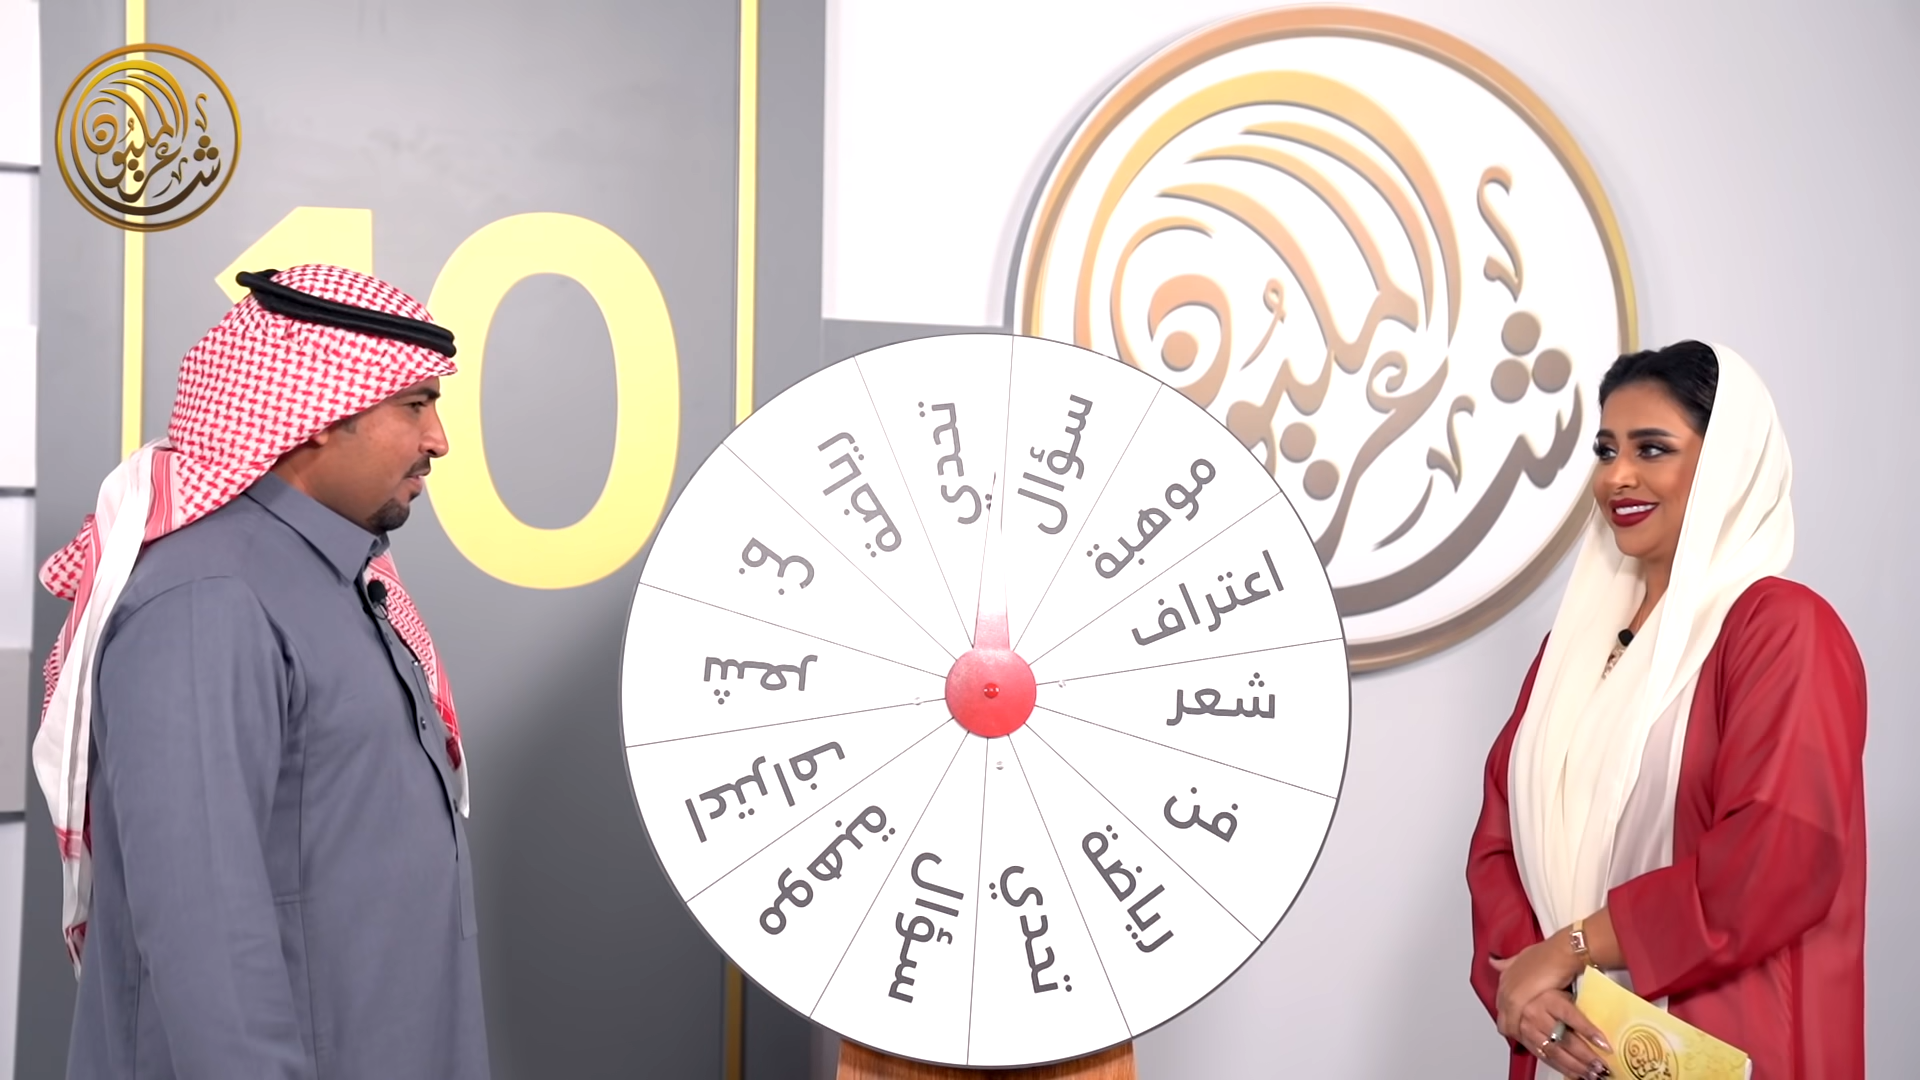 شاعر المليون
10
شاعر المليون
تحدي
سؤال
موهبة
اعتراف
شعر
فن
رياضة
تحدي
سؤال
موهبة
اعتراف
شعر
فن
رياضة